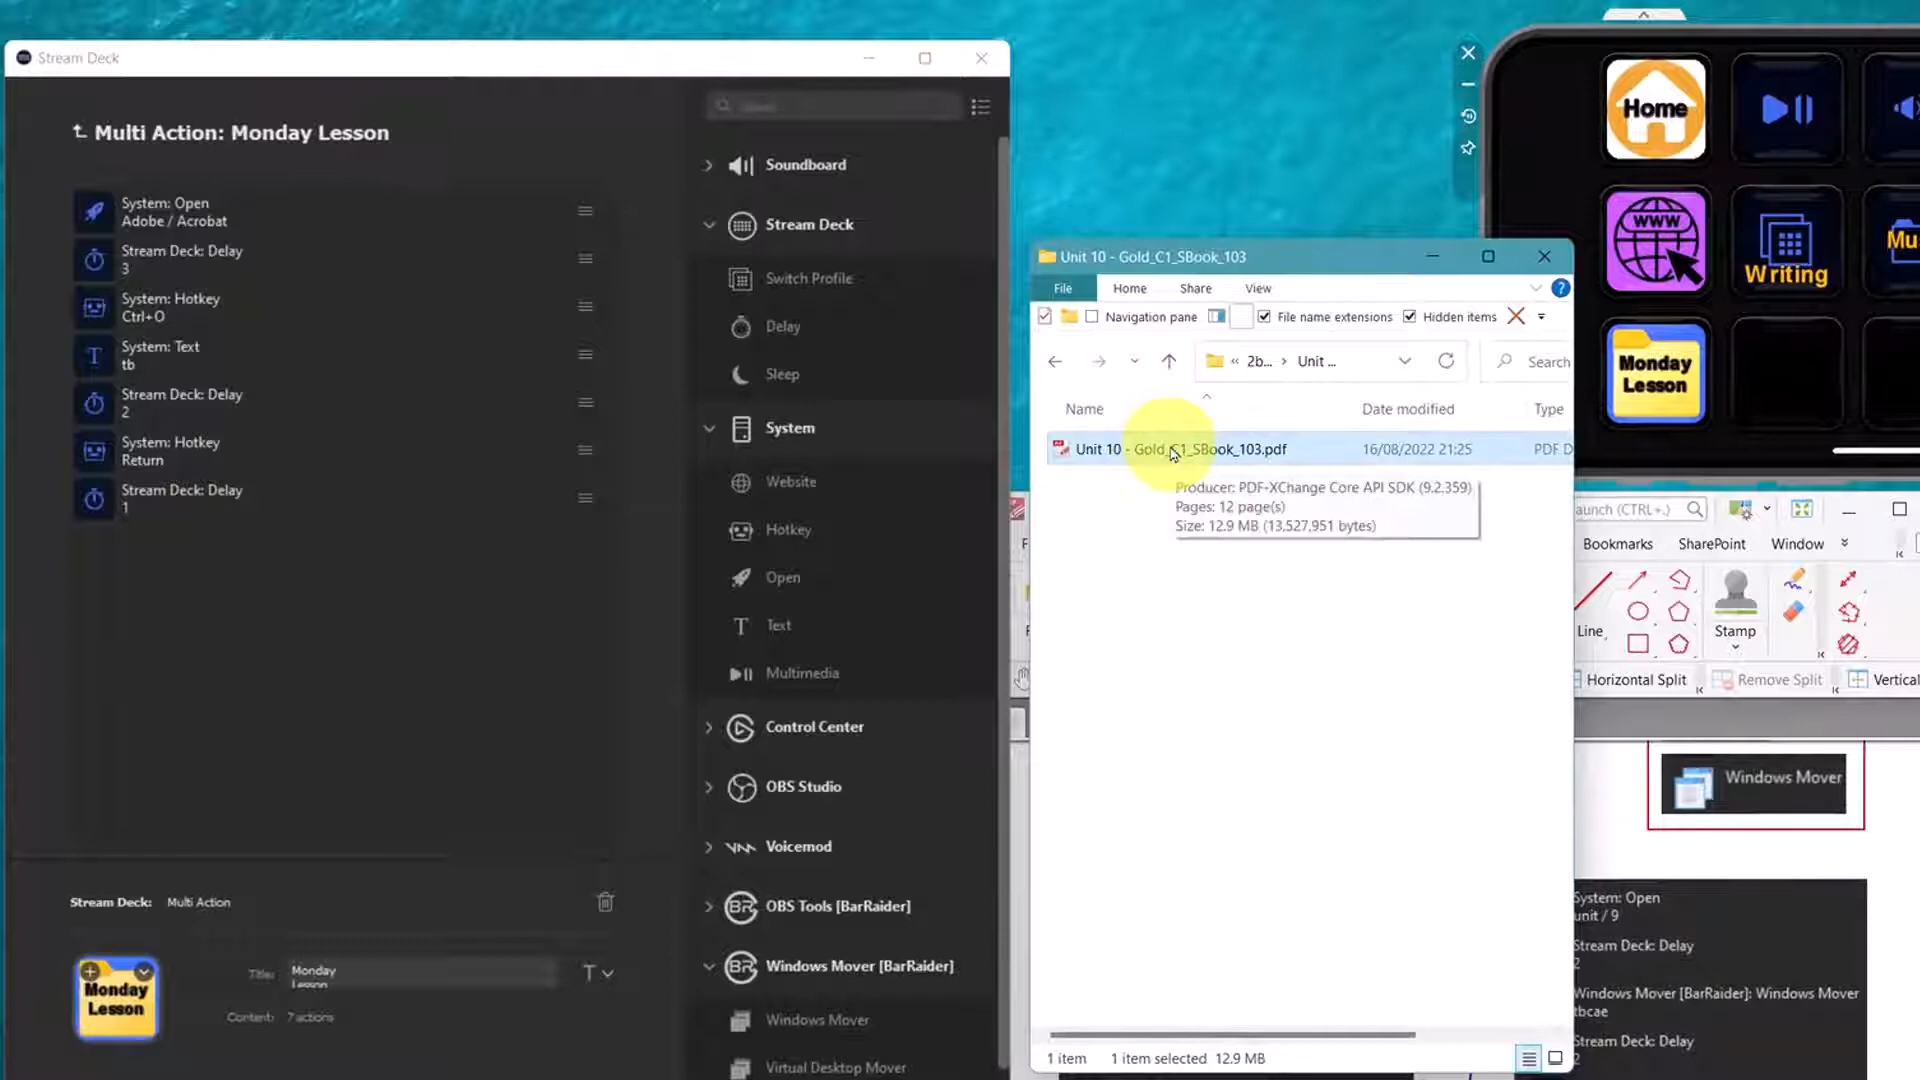 Stream Deck
Multi Action: Monday Lesson
System: Open
Adobe / Acrobat
Stream Deck: Delay
3
System: Hotkey
Ctrl+O
System: Text
tb
Stream Deck: Delay
2
System: Hotkey
Return
Stream Deck: Delay
1
Stream Deck: Multi Action
Monday
Lesson
Title:
Monday
Lesson
T
Content: 7 actions
Soundboard
Stream Deck
Switch Profile
Delay
Sleep
System
Website
Hotkey
Open
Text
Multimedia
Control Center
OBS Studio
Voicemod
OBS Tools [BarRaider]
Windows Mover [BarRaider]
Windows Mover
Virtual Desktop Mover
Unit 10 - Gold_C1_SBook_103
File Home Share View
Navigation pane File name extensions Hidden items
« 2b... > Unit ... Search
Name Date modified Type
Unit 10 - Gold_C1_SBook_103.pdf 16/08/2022 21:25 PDF D
Producer: PDF-XChange Core API SDK (9.2.359)
Pages: 12 page(s)
Size: 12.9 MB (13,527,951 bytes)
1 item 1 item selected 12.9 MB
Home
WWW
Writing
Mu
Monday
Lesson
aunch (CTRL+.)
Bookmarks SharePoint Window
Line
Stamp
Horizontal Split Remove Split Vertical
Windows Mover
System: Open
unit / 9
Stream Deck: Delay
2
Windows Mover [BarRaider]: Windows Mover
tbcae
Stream Deck: Delay
2